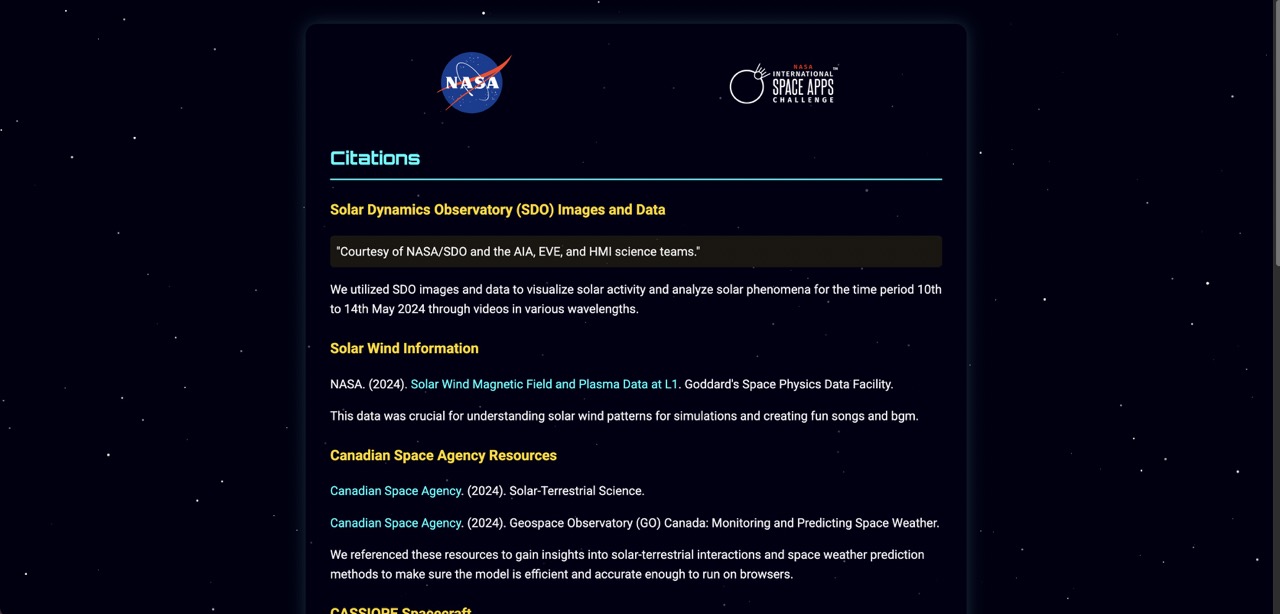 NASA
NASA
INTERNATIONAL
SPACE APPS
CHALLENGE
Citations
Solar Dynamics Observatory (SDO) Images and Data
"Courtesy of NASA/SDO and the AIA, EVE, and HMI science teams."
We utilized SDO images and data to visualize solar activity and analyze solar phenomena for the time period 10th
to 14th May 2024 through videos in various wavelengths.
Solar Wind Information
NASA. (2024). Solar Wind Magnetic Field and Plasma Data at L1. Goddard's Space Physics Data Facility.
This data was crucial for understanding solar wind patterns for simulations and creating fun songs and bgm.
Canadian Space Agency Resources
Canadian Space Agency. (2024). Solar-Terrestrial Science.
Canadian Space Agency. (2024). Geospace Observatory (GO) Canada: Monitoring and Predicting Space Weather.
We referenced these resources to gain insights into solar-terrestrial interactions and space weather prediction
methods to make sure the model is efficient and accurate enough to run on browsers.
CASSIOPE Spacecraft